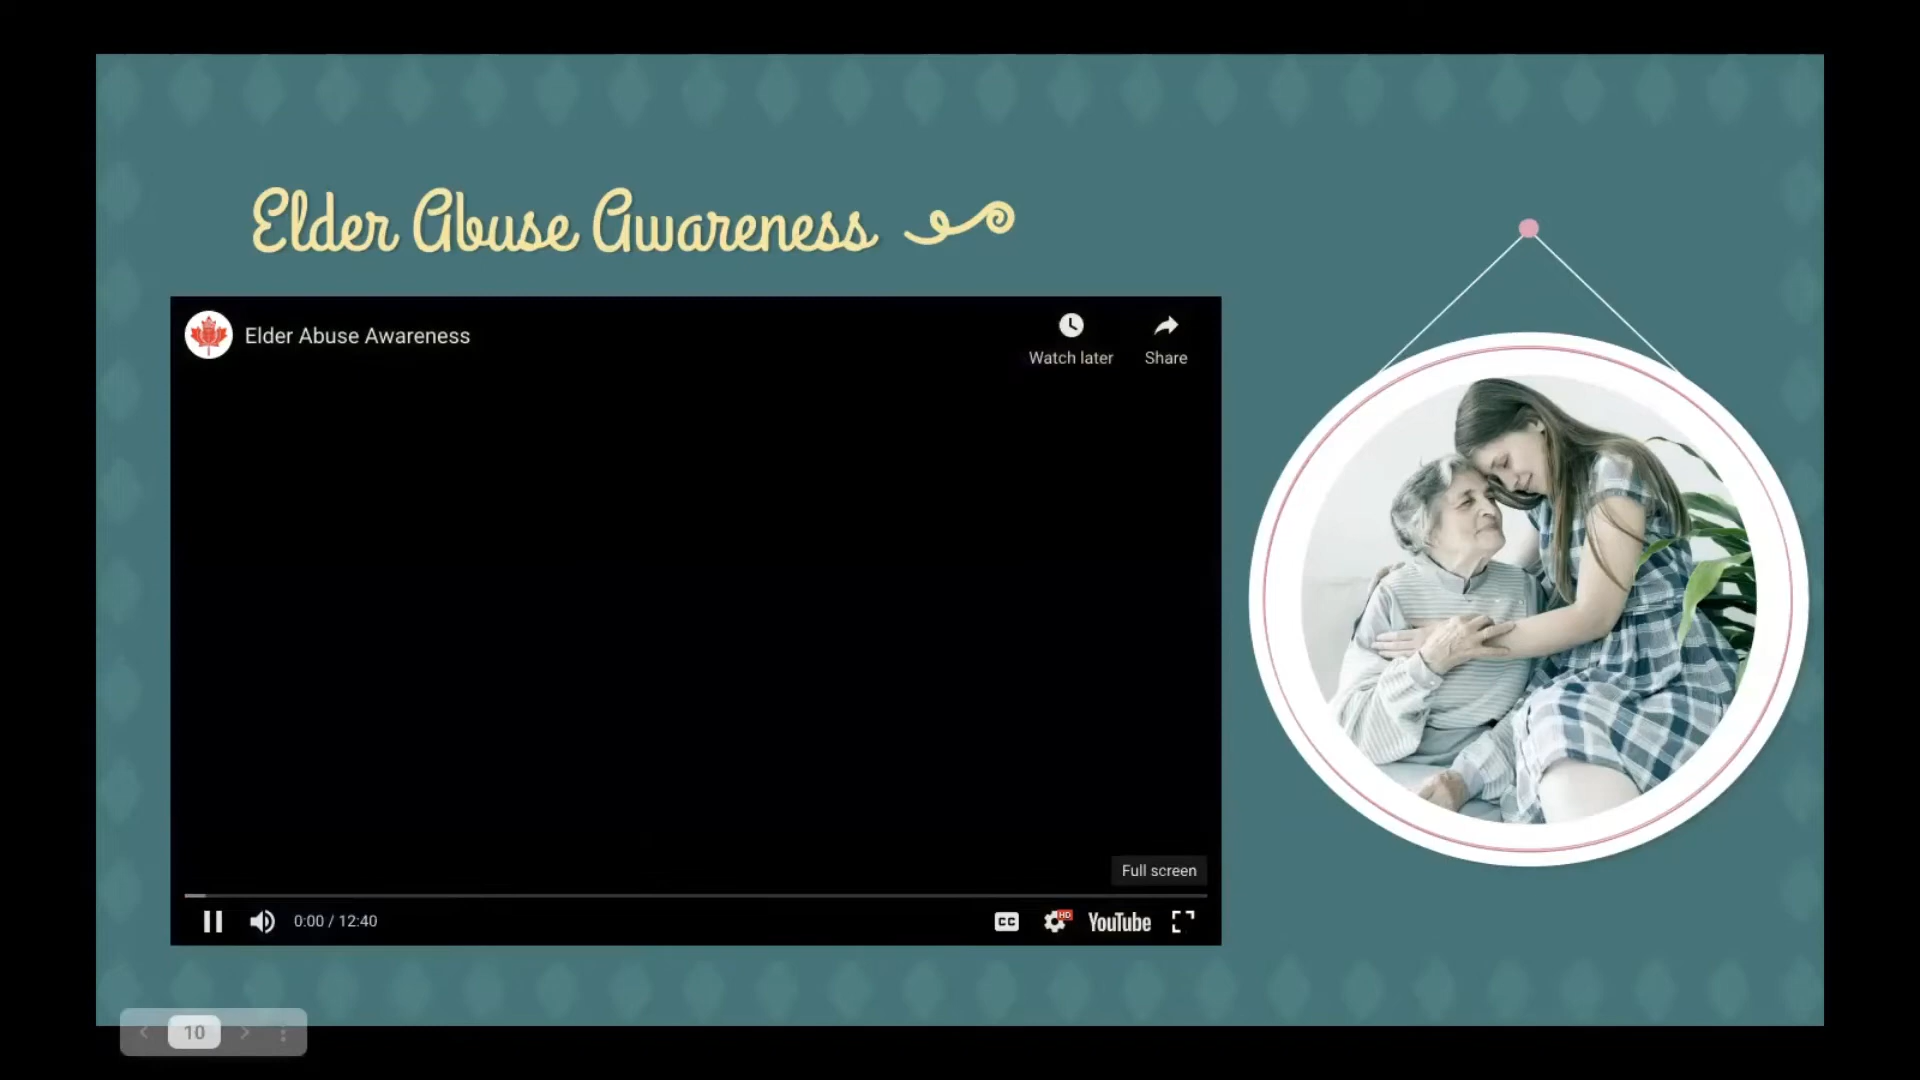 Elder Abuse Awareness
Elder Abuse Awareness
Watch later
Share
Full screen
0:00 / 12:40
CC
HD
YouTube
10